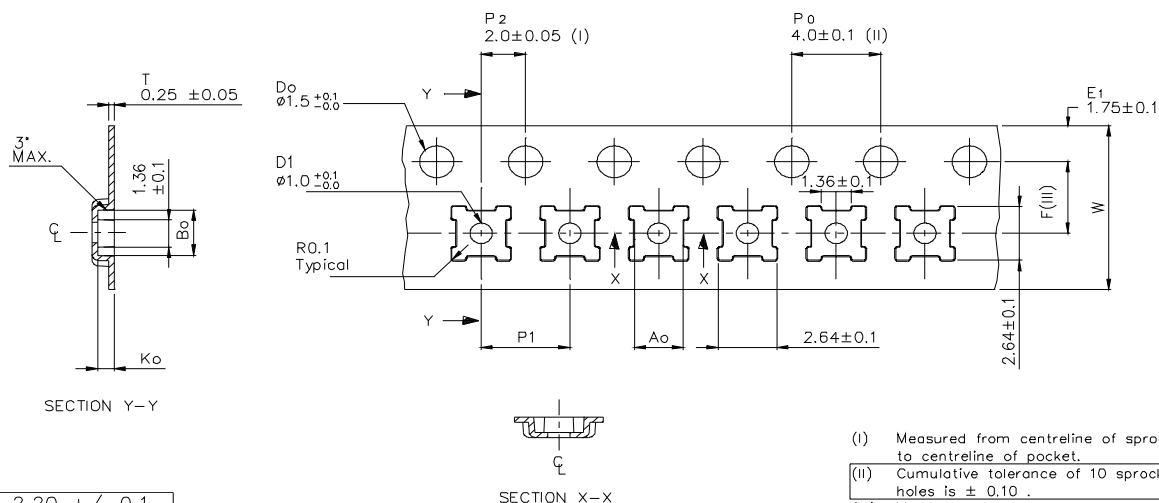 P2
2.0±0.05 (I)
Po
4.0±0.1 (II)
T
0.25 ±0.05
Do
ø1.5 +0.1 -0.0
Y
E1
1.75±0.1
3°
MAX.
1.36
±0.1
D1
ø1.0 +0.1 -0.0
1.36±0.1
F(III)
W
Bo
℄
R0.1
Typical
X
X
Y
P1
Ao
2.64±0.1
2.64±0.1
Ko
SECTION Y-Y
℄
SECTION X-X
(I) Measured from centreline of spro
to centreline of pocket.
(II) Cumulative tolerance of 10 sprock
holes is ± 0.10 .